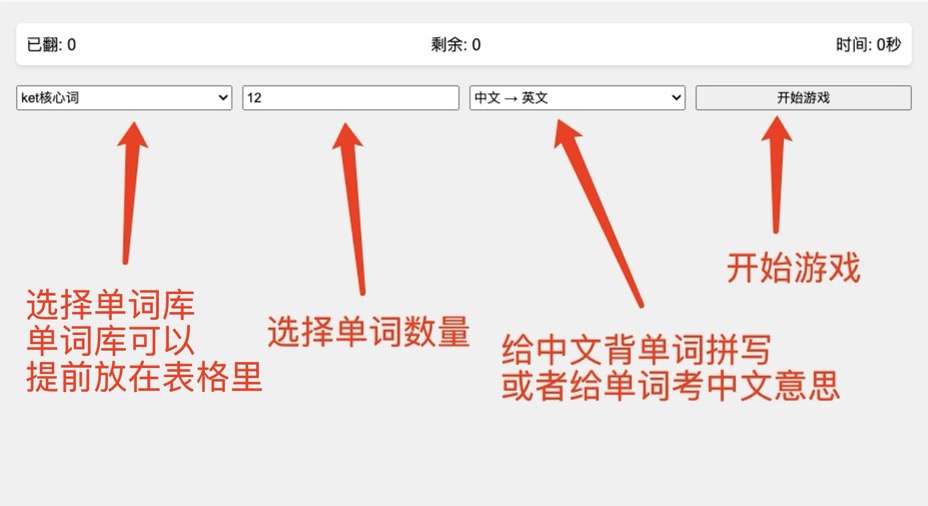 已翻: 0
剩余: 0
时间: 0秒
ket核心词
12
中文 → 英文
开始游戏
开始游戏
选择单词库
单词库可以
提前放在表格里
选择单词数量
给中文背单词拼写
或者给单词考中文意思